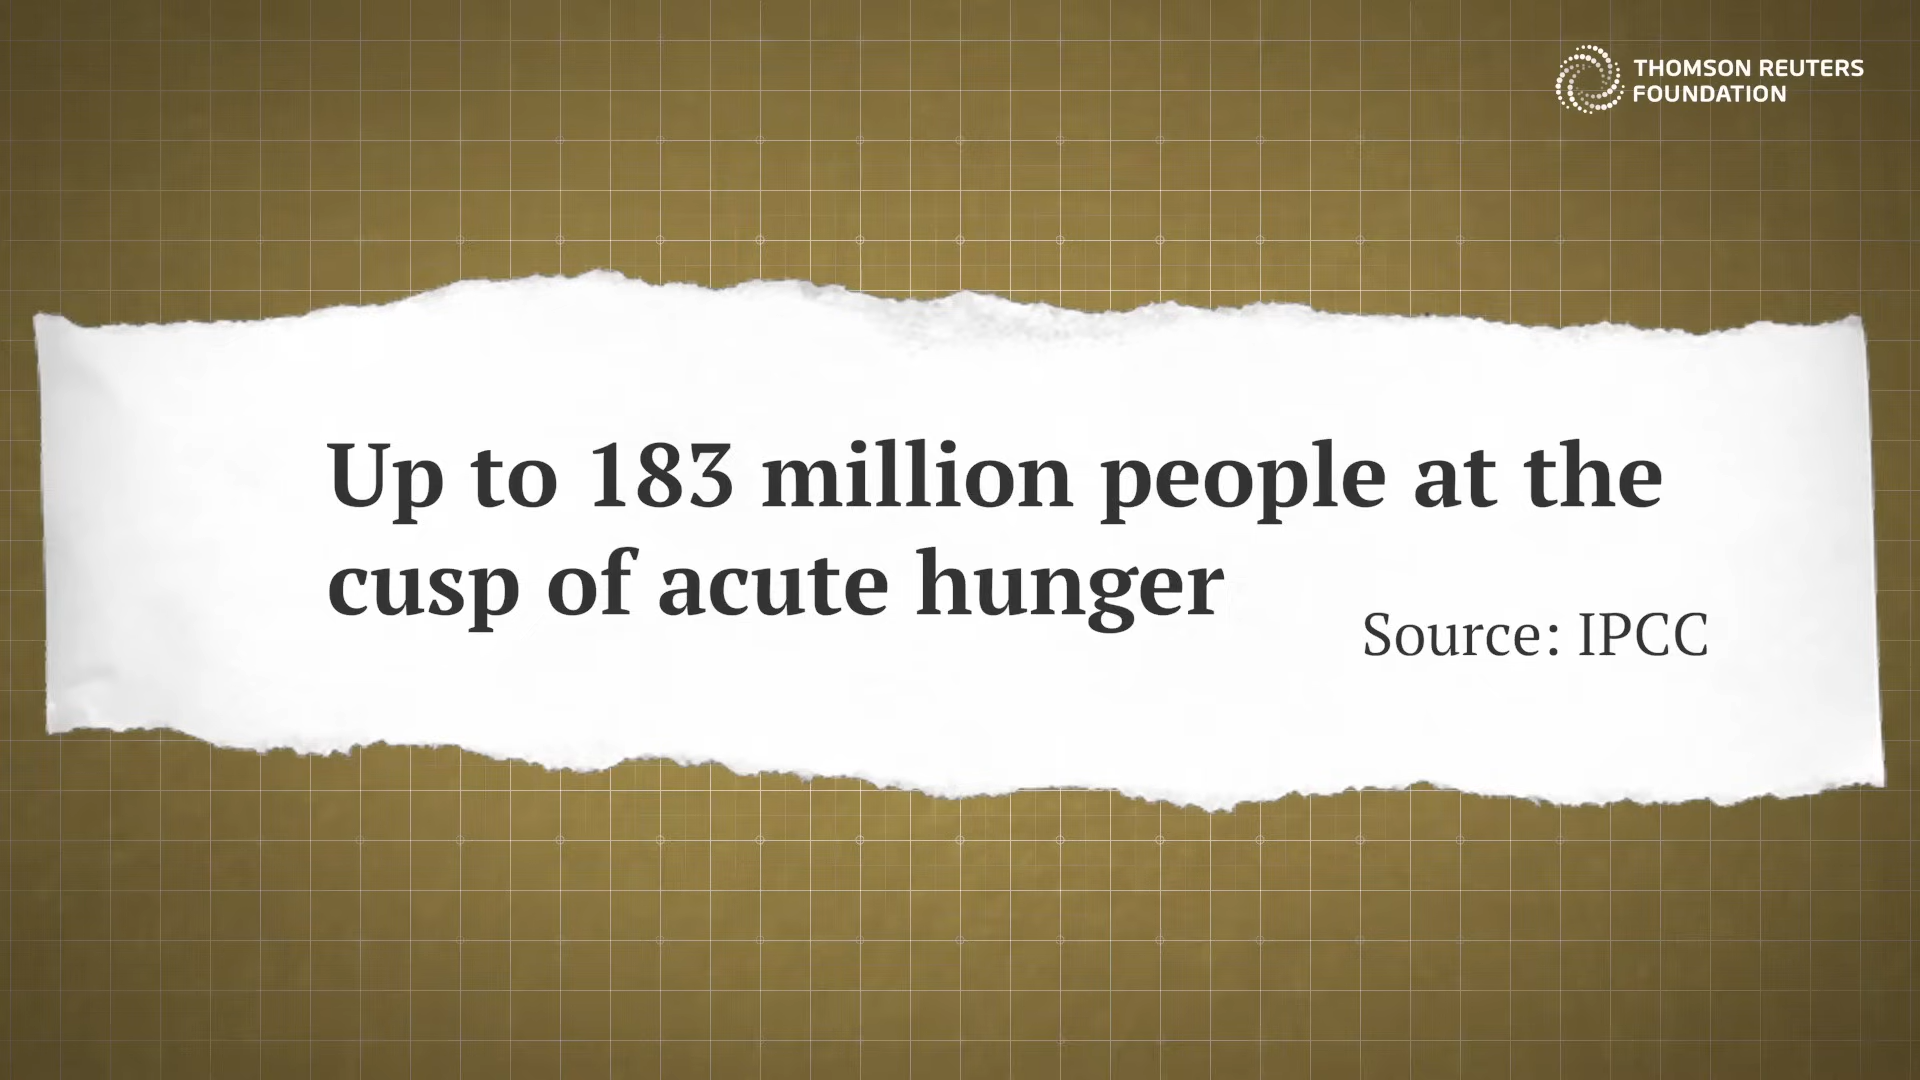 THOMSON REUTERS
FOUNDATION
Up to 183 million people at the
cusp of acute hunger
Source: IPCC